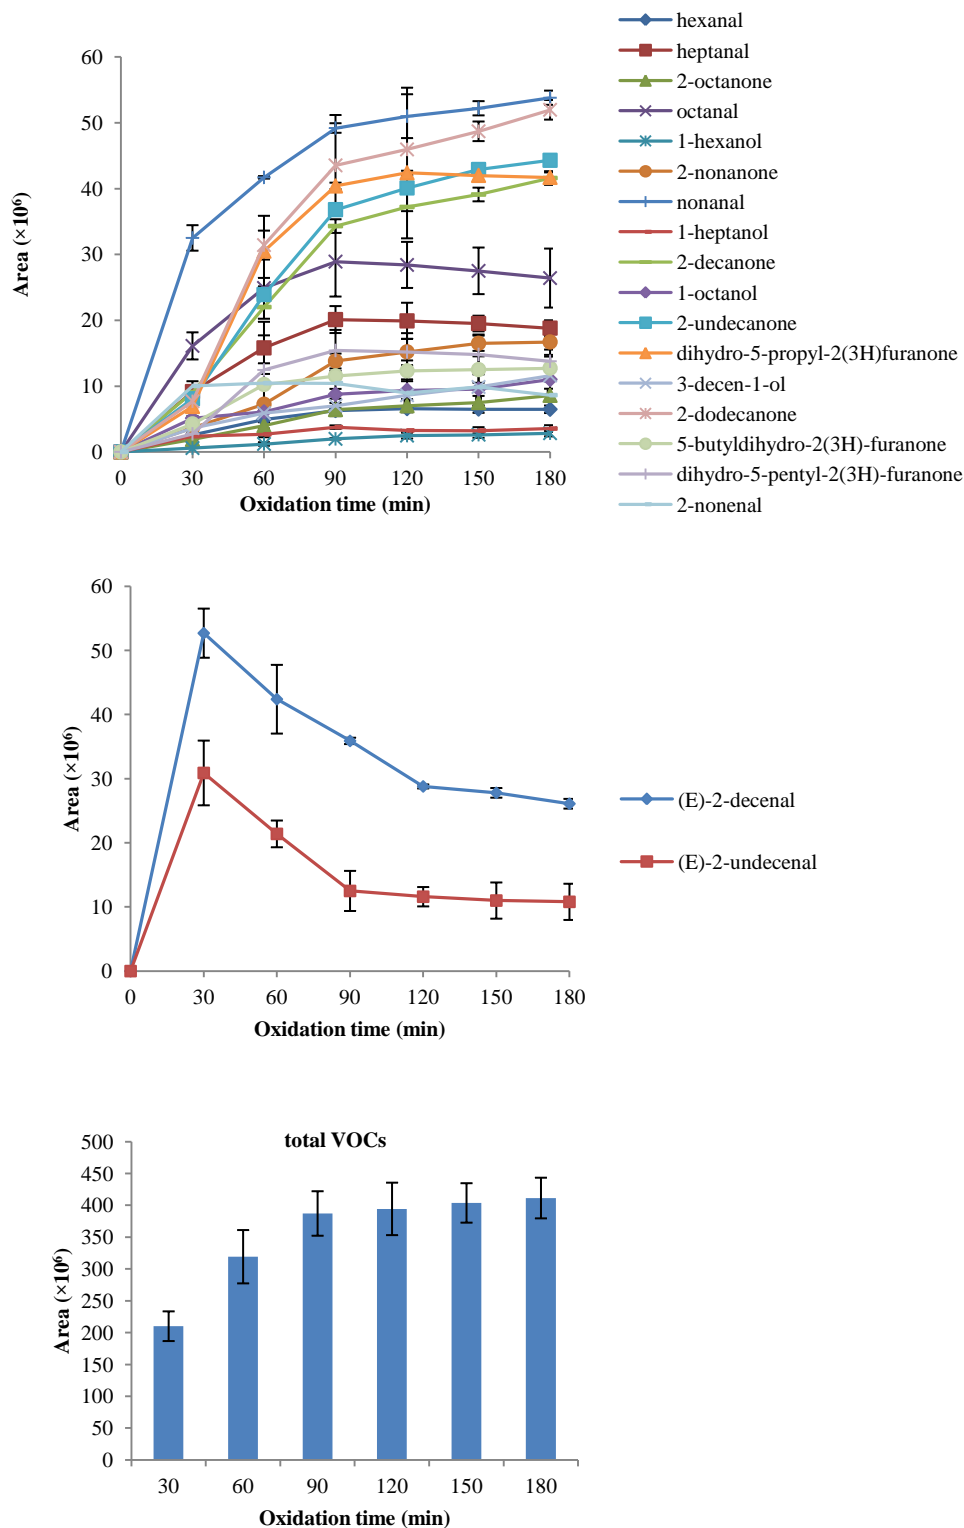 hexanal
heptanal
2-octanone
octanal
1-hexanol
2-nonanone
nonanal
1-heptanol
2-decanone
1-octanol
2-undecanone
dihydro-5-propyl-2(3H)furanone
3-decen-1-ol
2-dodecanone
5-butyldihydro-2(3H)-furanone
dihydro-5-pentyl-2(3H)-furanone
2-nonenal
60
50
40
30
20
10
0
Area (×10⁶)
0 30 60 90 120 150 180
Oxidation time (min)
60
50
40
30
20
10
0
Area (×10⁶)
0 30 60 90 120 150 180
Oxidation time (min)
(E)-2-decenal
(E)-2-undecenal
total VOCs
500
450
400
350
300
250
200
150
100
50
0
Area (×10⁶)
30 60 90 120 150 180
Oxidation time (min)